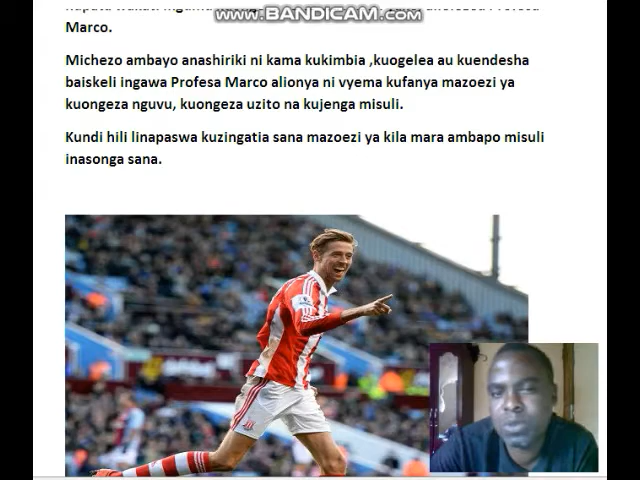 www.BANDICAM.com
Marco.
Michezo ambayo anashiriki ni kama kukimbia ,kuogelea au kuendesha
baiskeli ingawa Profesa Marco alionya ni vyema kufanya mazoezi ya
kuongeza nguvu, kuongeza uzito na kujenga misuli.
Kundi hili linapaswa kuzingatia sana mazoezi ya kila mara ambapo misuli
inasonga sana.